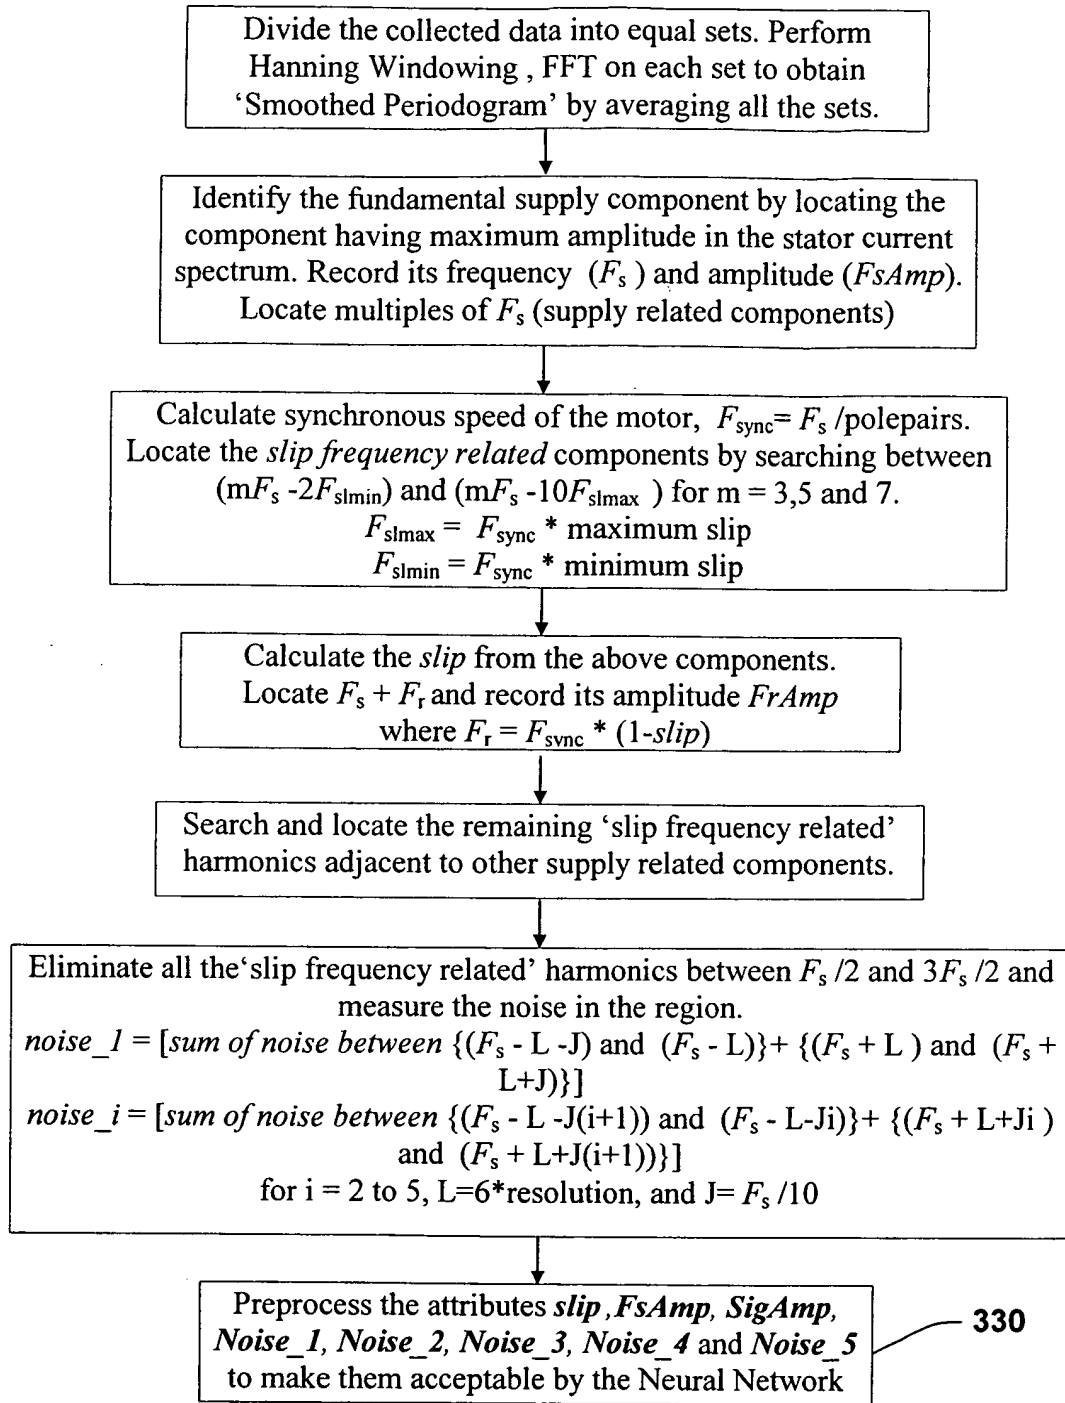 Divide the collected data into equal sets. Perform
Hanning Windowing , FFT on each set to obtain
‘Smoothed Periodogram’ by averaging all the sets.
Identify the fundamental supply component by locating the
component having maximum amplitude in the stator current
spectrum. Record its frequency (Fs ) and amplitude (FsAmp).
Locate multiples of Fs (supply related components)
Calculate synchronous speed of the motor, Fsync= Fs /polepairs.
Locate the slip frequency related components by searching between
(mFs -2Fslmin) and (mFs -10Fslmax ) for m = 3,5 and 7.
Fslmax = Fsync * maximum slip
Fslmin = Fsync * minimum slip
Calculate the slip from the above components.
Locate Fs + Fr and record its amplitude FrAmp
where Fr = Fsync * (1-slip)
Search and locate the remaining ‘slip frequency related’
harmonics adjacent to other supply related components.
Eliminate all the‘slip frequency related’ harmonics between Fs /2 and 3Fs /2 and
measure the noise in the region.
noise_1 = [sum of noise between {(Fs - L -J) and (Fs - L)}+ {(Fs + L ) and (Fs +
L+J)}]
noise_i = [sum of noise between {(Fs - L -J(i+1)) and (Fs - L-Ji)}+ {(Fs + L+Ji )
and (Fs + L+J(i+1))}]
for i = 2 to 5, L=6*resolution, and J= Fs /10
Preprocess the attributes slip,FsAmp, SigAmp,
Noise_1, Noise_2, Noise_3, Noise_4 and Noise_5
to make them acceptable by the Neural Network
330